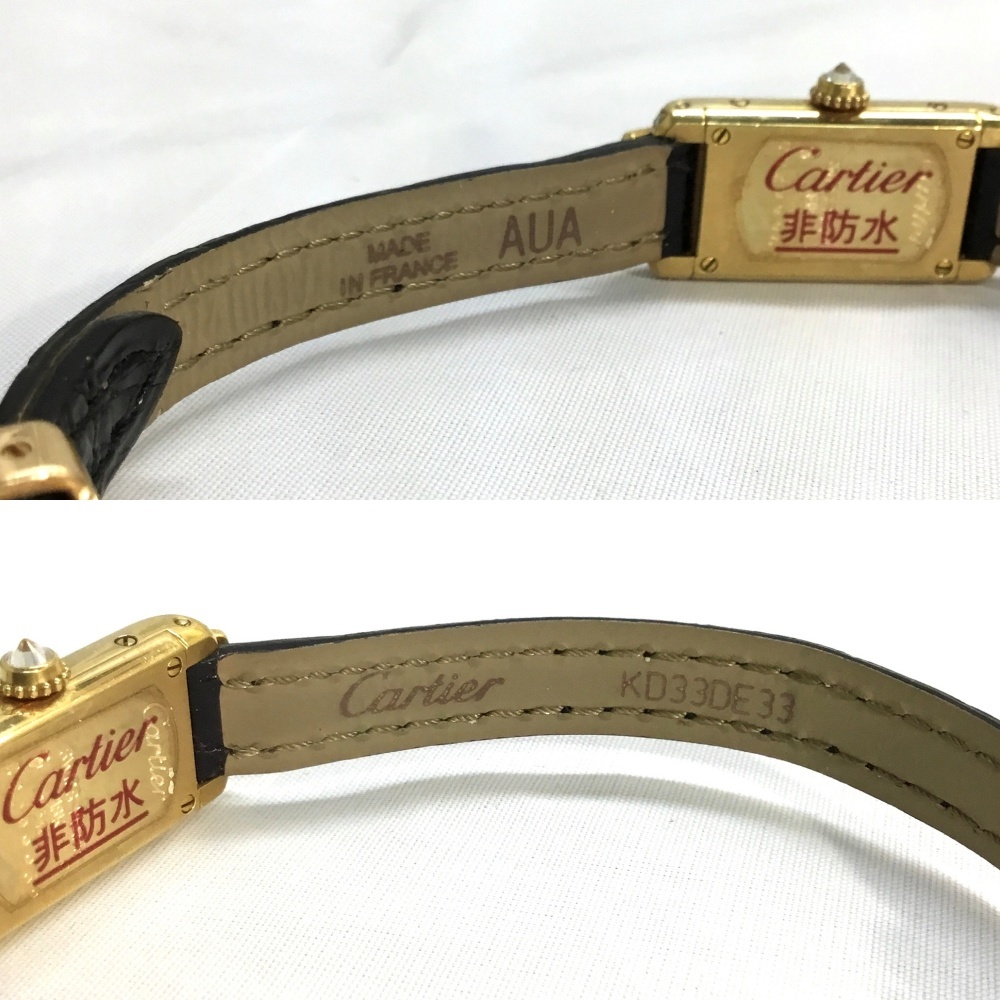 MADE
IN FRANCE
AUA
Cartier
非防水
Cartier
非防水
Cartier
KD33DE33